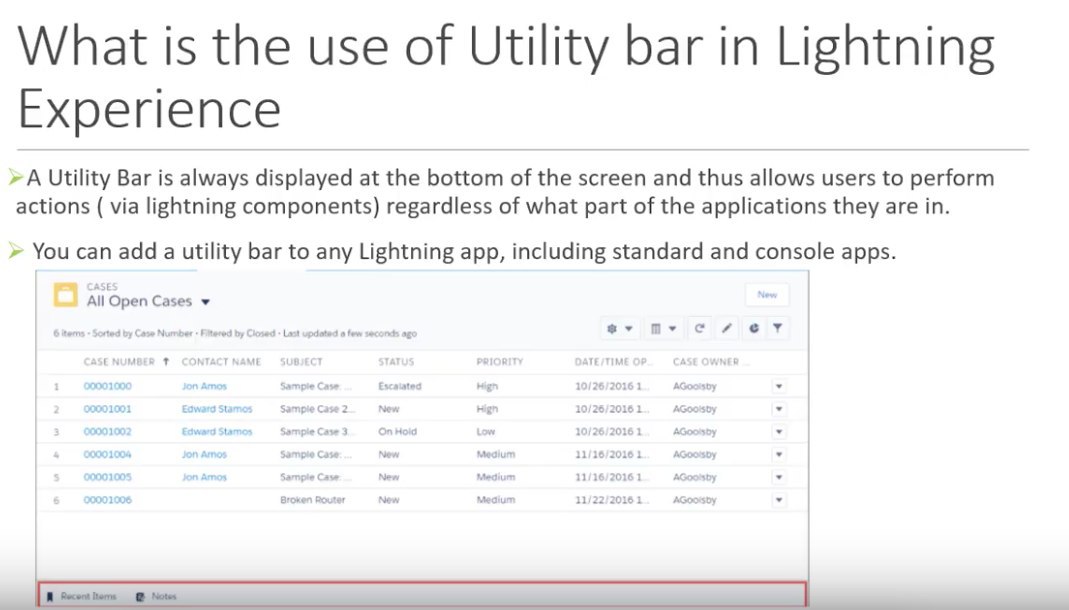 What is the use of Utility bar in Lightning
Experience
A Utility Bar is always displayed at the bottom of the screen and thus allows users to perform
actions ( via lightning components) regardless of what part of the applications they are in.
You can add a utility bar to any Lightning app, including standard and console apps.
CASES
All Open Cases
New
6 items • Sorted by Case Number • Filtered by Closed • Last updated a few seconds ago
CASE NUMBER ↑ CONTACT NAME SUBJECT STATUS PRIORITY DATE/TIME OP... CASE OWNER ...
1 00001000 Jon Amos Sample Case: ... Escalated High 10/26/2016 1... AGoolsby
2 00001001 Edward Stamos Sample Case 2... New High 10/26/2016 1... AGoolsby
3 00001002 Edward Stamos Sample Case 3... On Hold Low 10/26/2016 1... AGoolsby
4 00001004 Jon Amos Sample Case: ... New Medium 11/16/2016 1... AGoolsby
5 00001005 Jon Amos Sample Case: ... New Medium 11/16/2016 1... AGoolsby
6 00001006 Broken Router New Medium 11/22/2016 1... AGoolsby
Recent Items Notes